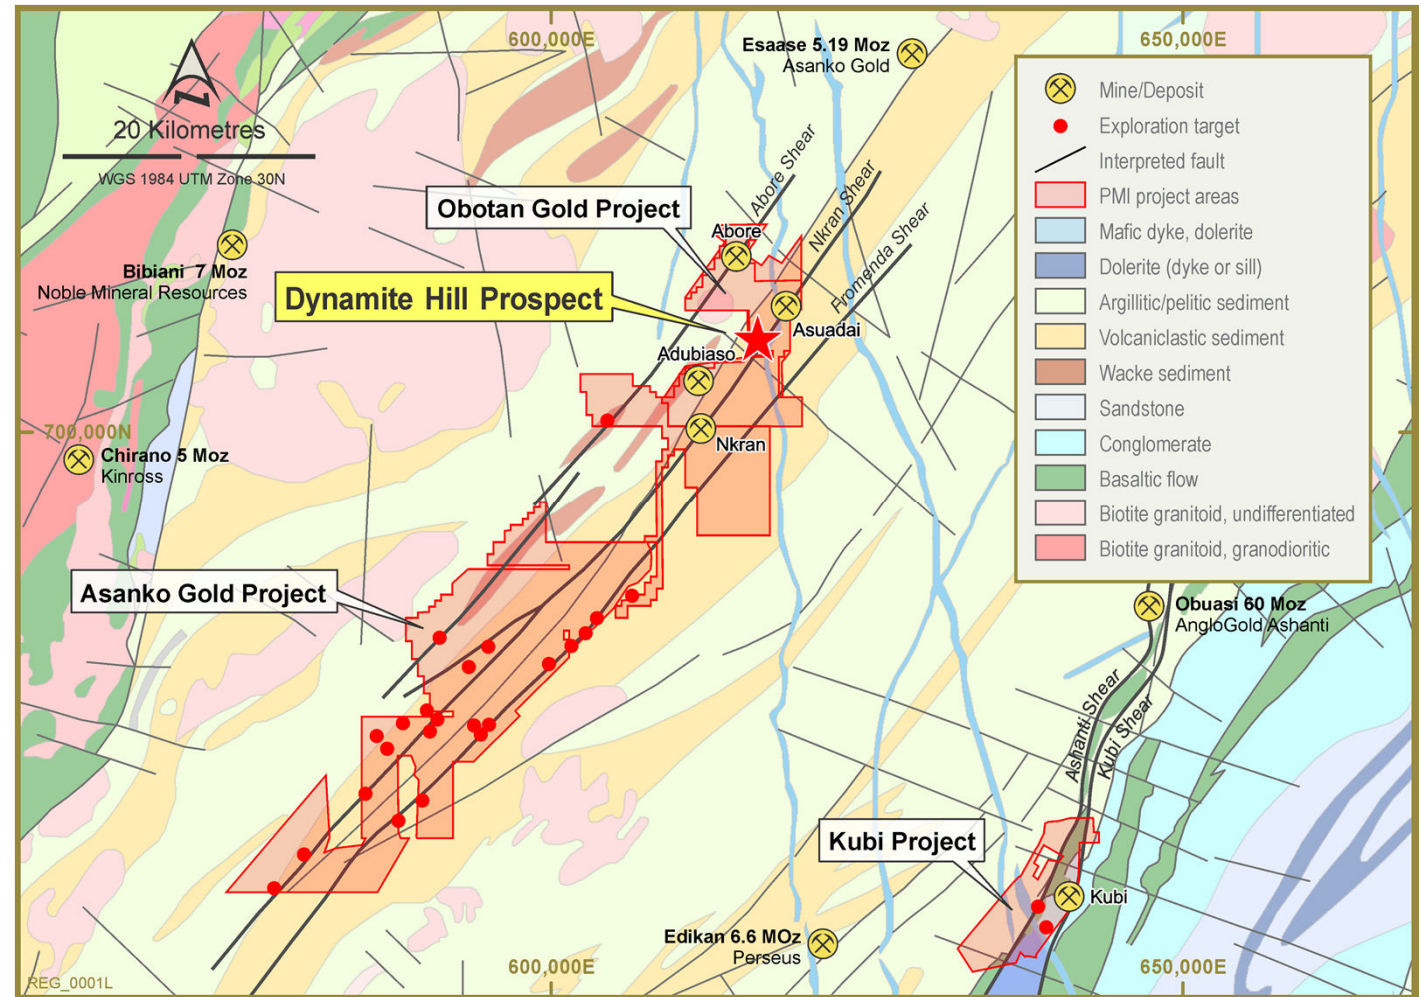 600,000E
650,000E
Esaase 5.19 Moz
Asanko Gold
20 Kilometres
WGS 1984 UTM Zone 30N
Mine/Deposit
Exploration target
Interpreted fault
PMI project areas
Mafic dyke, dolerite
Dolerite (dyke or sill)
Argillitic/pelitic sediment
Volcaniclastic sediment
Wacke sediment
Sandstone
Conglomerate
Basaltic flow
Biotite granitoid, undifferentiated
Biotite granitoid, granodioritic
Abore Shear
Nkran Shear
Fromenda Shear
Obotan Gold Project
Abore
Bibiani 7 Moz
Noble Mineral Resources
Dynamite Hill Prospect
Asuadai
Adubiaso
700,000N
Nkran
Chirano 5 Moz
Kinross
Asanko Gold Project
Obuasi 60 Moz
AngloGold Ashanti
Ashanti Shear
Kubi Shear
Kubi Project
Kubi
Edikan 6.6 MOz
Perseus
600,000E
650,000E
REG_0001L